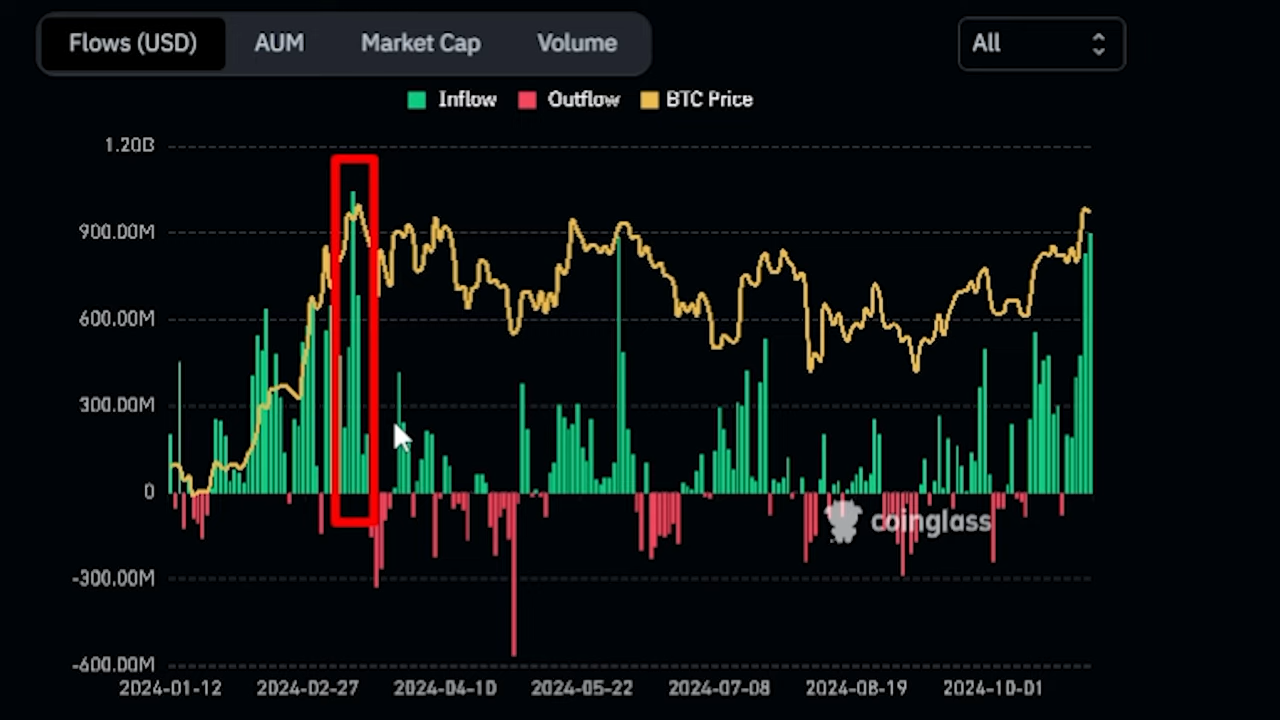 Flows (USD) AUM Market Cap Volume All
Inflow Outflow BTC Price
1.20B
900.00M
600.00M
300.00M
0
coinglass
-300.00M
-600.00M
2024-01-12 2024-02-27 2024-04-10 2024-05-22 2024-07-08 2024-08-19 2024-10-01